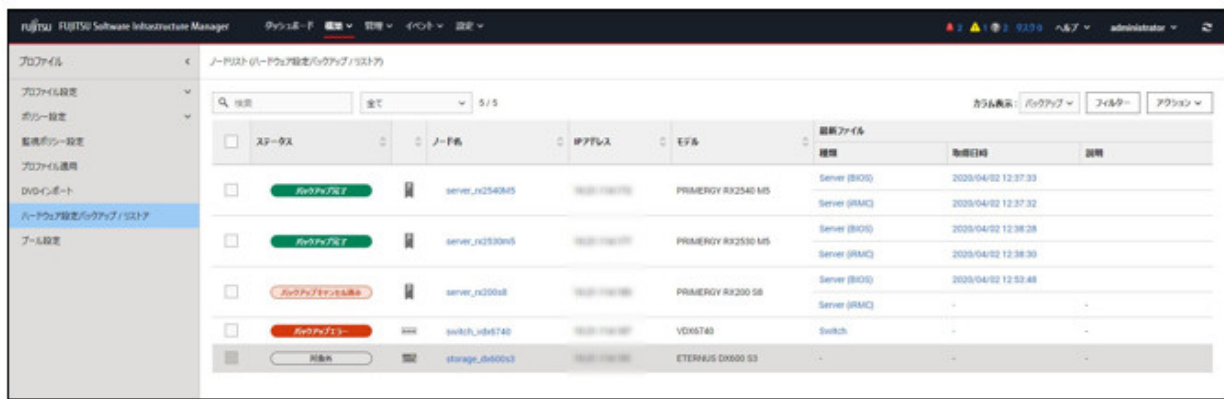 FUJITSU FUJITSU Software Infrastructure Manager ダッシュボード 構築 管理 イベント 設定 2 1 2 タスク 0 ヘルプ administrator
プロファイル
ノードリスト (ハードウェア設定バックアップ / リストア)
プロファイル設定
ポリシー設定
監視ポリシー設定
プロファイル適用
DVDインポート
ハードウェア設定バックアップ / リストア
プール設定
検索 全て 5 / 5 カラム表示: バックアップ フィルター アクション
ステータス ノード名 IPアドレス モデル 最新ファイル
種類 取得日時 説明
バックアップ完了 server_rx2540M5 PRIMERGY RX2540 M5 Server (BIOS) 2020/04/02 12:37:33
Server (iRMC) 2020/04/02 12:37:32
バックアップ完了 server_rx2530m5 PRIMERGY RX2530 M5 Server (BIOS) 2020/04/02 12:38:28
Server (iRMC) 2020/04/02 12:38:30
バックアップキャンセル済み server_rx200s8 PRIMERGY RX200 S8 Server (BIOS) 2020/04/02 12:53:48
Server (iRMC) - -
バックアップエラー switch_vdx6740 VDX6740 Switch - -
対象外 storage_dx600s3 ETERNUS DX600 S3 - - -